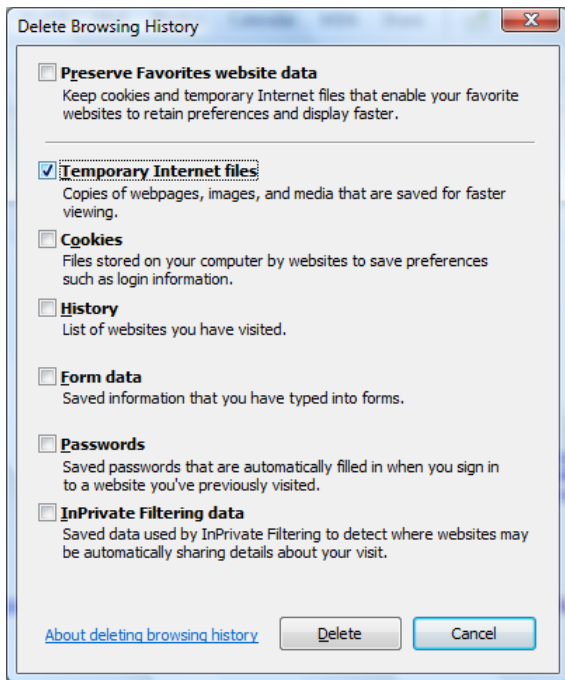 Delete Browsing History
Preserve Favorites website data
Keep cookies and temporary Internet files that enable your favorite
websites to retain preferences and display faster.
Temporary Internet files
Copies of webpages, images, and media that are saved for faster
viewing.
Cookies
Files stored on your computer by websites to save preferences
such as login information.
History
List of websites you have visited.
Form data
Saved information that you have typed into forms.
Passwords
Saved passwords that are automatically filled in when you sign in
to a website you've previously visited.
InPrivate Filtering data
Saved data used by InPrivate Filtering to detect where websites may
be automatically sharing details about your visit.
About deleting browsing history Delete Cancel